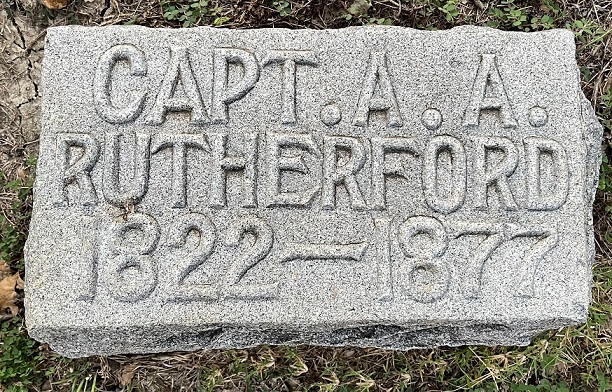 CAPT. A. A.
RUTHERFORD
1822 — 1877